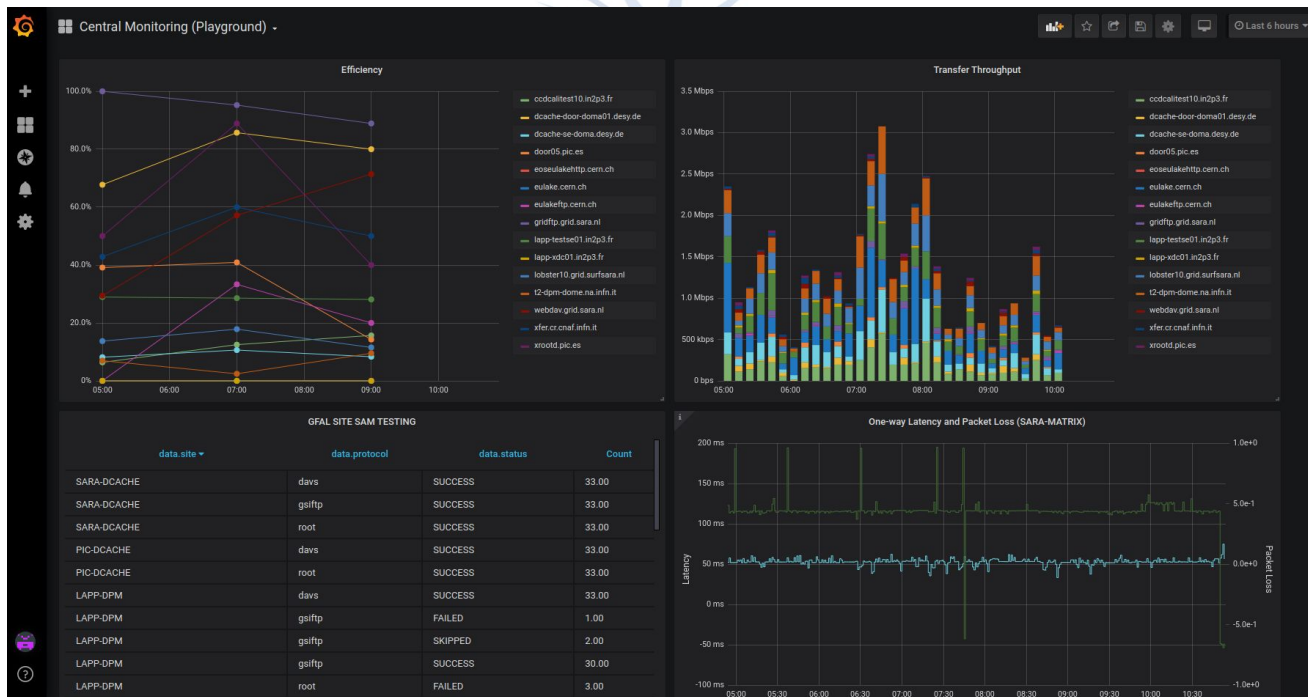 Central Monitoring (Playground)
Last 6 hours
Efficiency
100.0%
80.0%
60.0%
40.0%
20.0%
0%
05:00 06:00 07:00 08:00 09:00 10:00
ccdcalitest10.in2p3.fr
dcache-door-doma01.desy.de
dcache-se-doma.desy.de
door05.pic.es
eoseulakehttp.cern.ch
eulake.cern.ch
eulakeftp.cern.ch
gridftp.grid.sara.nl
lapp-testse01.in2p3.fr
lapp-xdc01.in2p3.fr
lobster10.grid.surfsara.nl
t2-dpm-dome.na.infn.it
webdav.grid.sara.nl
xfer.cr.cnaf.infn.it
xrootd.pic.es
Transfer Throughput
3.5 Mbps
3.0 Mbps
2.5 Mbps
2.0 Mbps
1.5 Mbps
1.0 Mbps
500 kbps
0 bps
05:00 06:00 07:00 08:00 09:00 10:00
ccdcalitest10.in2p3.fr
dcache-door-doma01.desy.de
dcache-se-doma.desy.de
door05.pic.es
eoseulakehttp.cern.ch
eulake.cern.ch
eulakeftp.cern.ch
gridftp.grid.sara.nl
lapp-testse01.in2p3.fr
lapp-xdc01.in2p3.fr
lobster10.grid.surfsara.nl
t2-dpm-dome.na.infn.it
webdav.grid.sara.nl
xfer.cr.cnaf.infn.it
xrootd.pic.es
GFAL SITE SAM TESTING
data.site data.protocol data.status Count
SARA-DCACHE davs SUCCESS 33.00
SARA-DCACHE gsiftp SUCCESS 33.00
SARA-DCACHE root SUCCESS 33.00
PIC-DCACHE davs SUCCESS 33.00
PIC-DCACHE root SUCCESS 33.00
LAPP-DPM davs SUCCESS 33.00
LAPP-DPM gsiftp FAILED 1.00
LAPP-DPM gsiftp SKIPPED 2.00
LAPP-DPM gsiftp SUCCESS 30.00
LAPP-DPM root FAILED 3.00
i
One-way Latency and Packet Loss (SARA-MATRIX)
Latency
200 ms
150 ms
100 ms
50 ms
0 ms
-50 ms
-100 ms
1.0e+0
5.0e-1
0.0e+0
-5.0e-1
-1.0e+0
Packet Loss
05:00 05:30 06:00 06:30 07:00 07:30 08:00 08:30 09:00 09:30 10:00 10:30
?